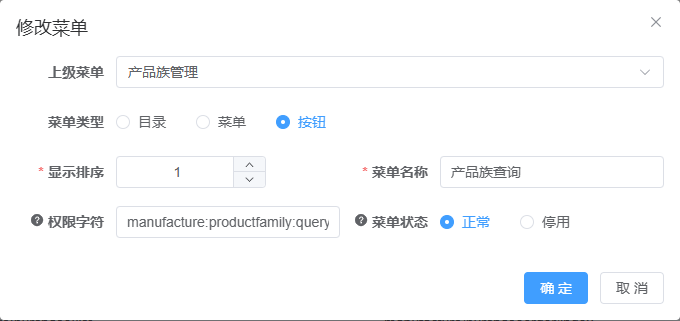 修改菜单
上级菜单 产品族管理
菜单类型 目录 菜单 按钮
* 显示排序 1 * 菜单名称 产品族查询
权限字符 manufacture:productfamily:query 菜单状态 正常 停用
确 定 取 消